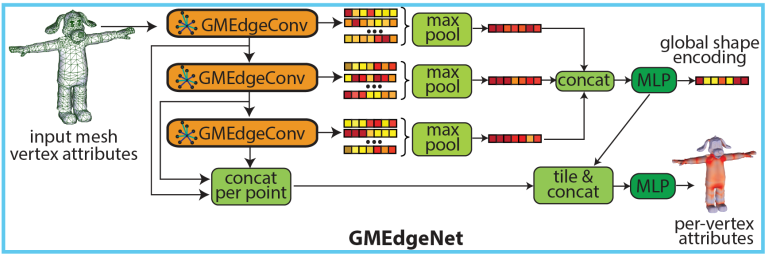 GMEdgeConv
max
pool
global shape
encoding
GMEdgeConv
max
pool
concat
MLP
GMEdgeConv
max
pool
input mesh
vertex attributes
concat
per point
tile &
concat
MLP
per-vertex
attributes
GMEdgeNet